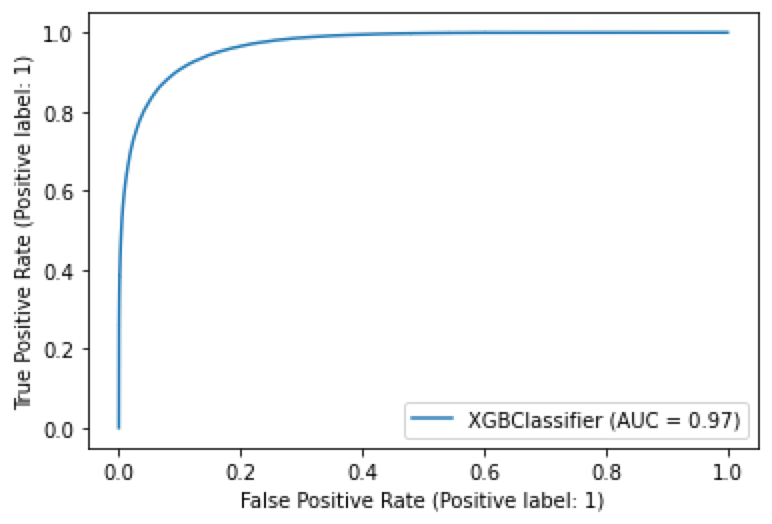 True Positive Rate (Positive label: 1)
1.0
0.8
0.6
0.4
0.2
0.0
XGBClassifier (AUC = 0.97)
0.0 0.2 0.4 0.6 0.8 1.0
False Positive Rate (Positive label: 1)